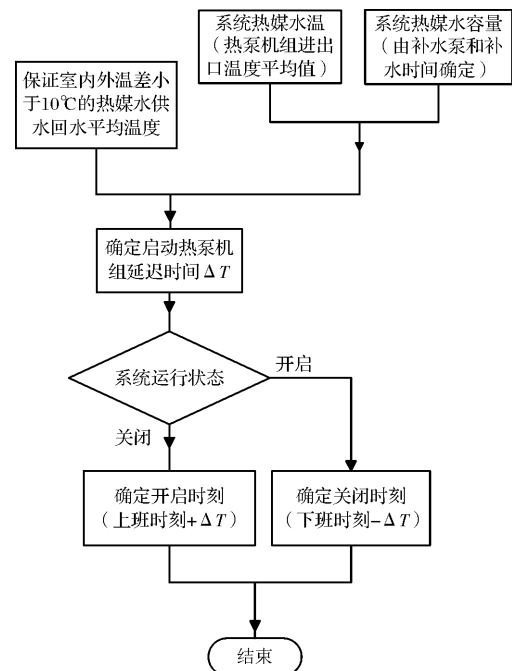 系统热媒水温
（热泵机组进出
口温度平均值）
系统热媒水容量
（由补水泵和补
水时间确定）
保证室内外温差小
于10℃的热媒水供
水回水平均温度
确定启动热泵机
组延迟时间ΔT
系统运行状态
开启
关闭
确定开启时刻
（上班时刻+ΔT）
确定关闭时刻
（下班时刻-ΔT）
结束